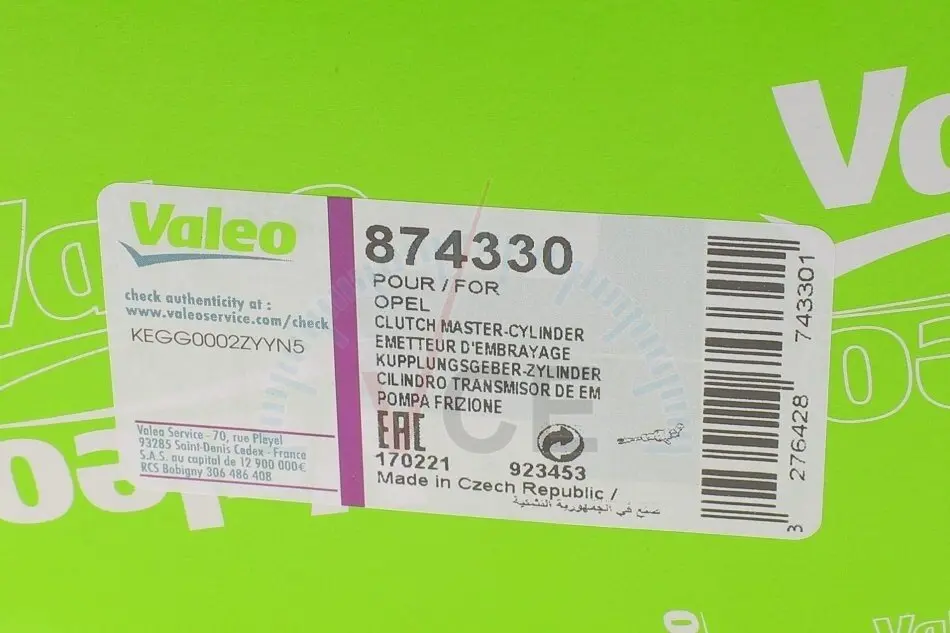 Valeo
check authenticity at :
www.valeoservice.com/check
KEGG0002ZYYN5
Valeo Service - 70, rue Pleyel
93285 Saint-Denis Cedex - France
S.A.S. au capital de 12 900 000€
RCS Bobigny 306 486 408
874330
POUR / FOR
OPEL
CLUTCH MASTER-CYLINDER
EMETTEUR D'EMBRAYAGE
KUPPLUNGSGEBER-ZYLINDER
CILINDRO TRANSMISOR DE EM
POMPA FRIZIONE
EAC
170221 923453
Made in Czech Republic /
صنع في الجمهورية التشيكية
3 276428 743301